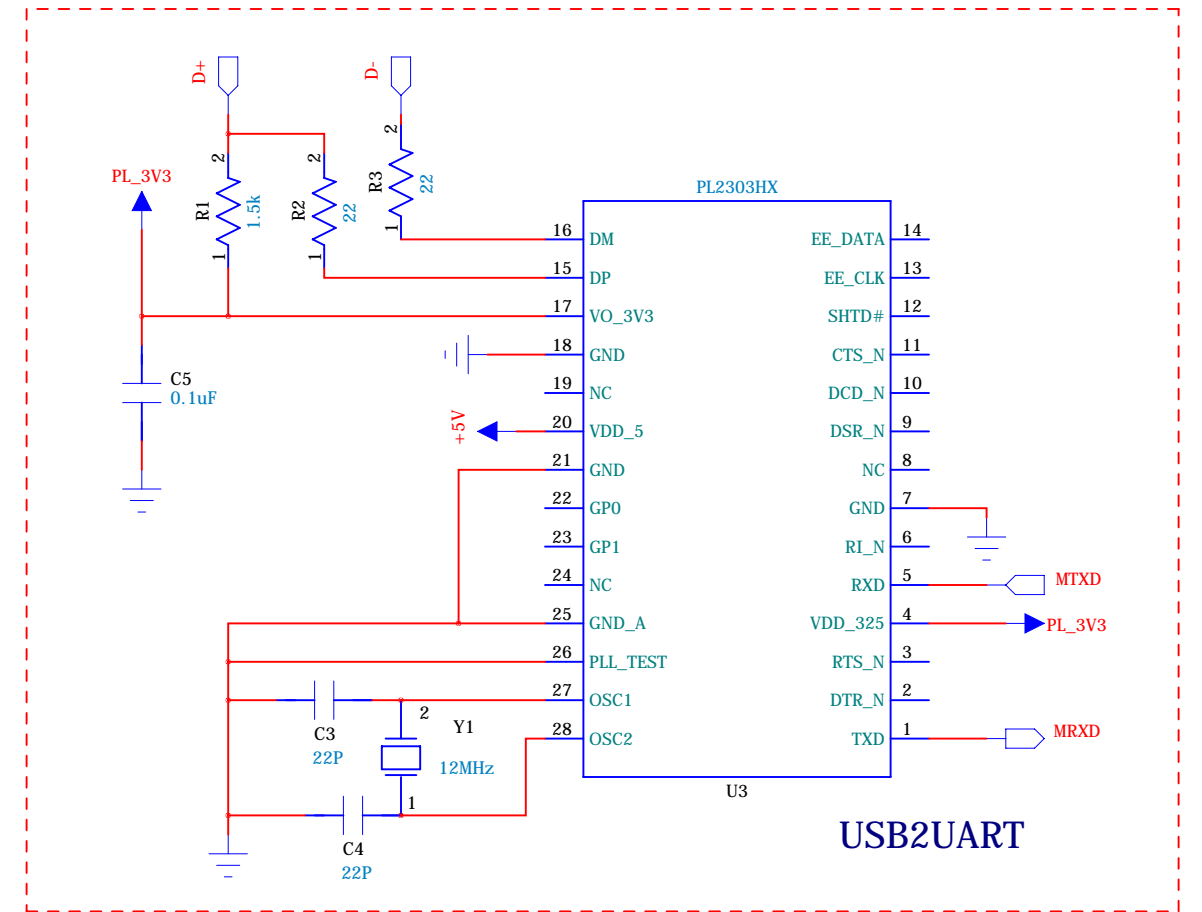 D+
D-
PL_3V3
2
R1
1.5k
1
2
R2
22
1
2
R3
22
1
C5
0.1uF
+5V
PL2303HX
16 DM
15 DP
17 VO_3V3
18 GND
19 NC
20 VDD_5
21 GND
22 GP0
23 GP1
24 NC
25 GND_A
26 PLL_TEST
27 OSC1
28 OSC2
EE_DATA 14
EE_CLK 13
SHTD# 12
CTS_N 11
DCD_N 10
DSR_N 9
NC 8
GND 7
RI_N 6
RXD 5 MTXD
VDD_325 4 PL_3V3
RTS_N 3
DTR_N 2
TXD 1 MRXD
U3
C3
22P
2
Y1
12MHz
1
C4
22P
USB2UART